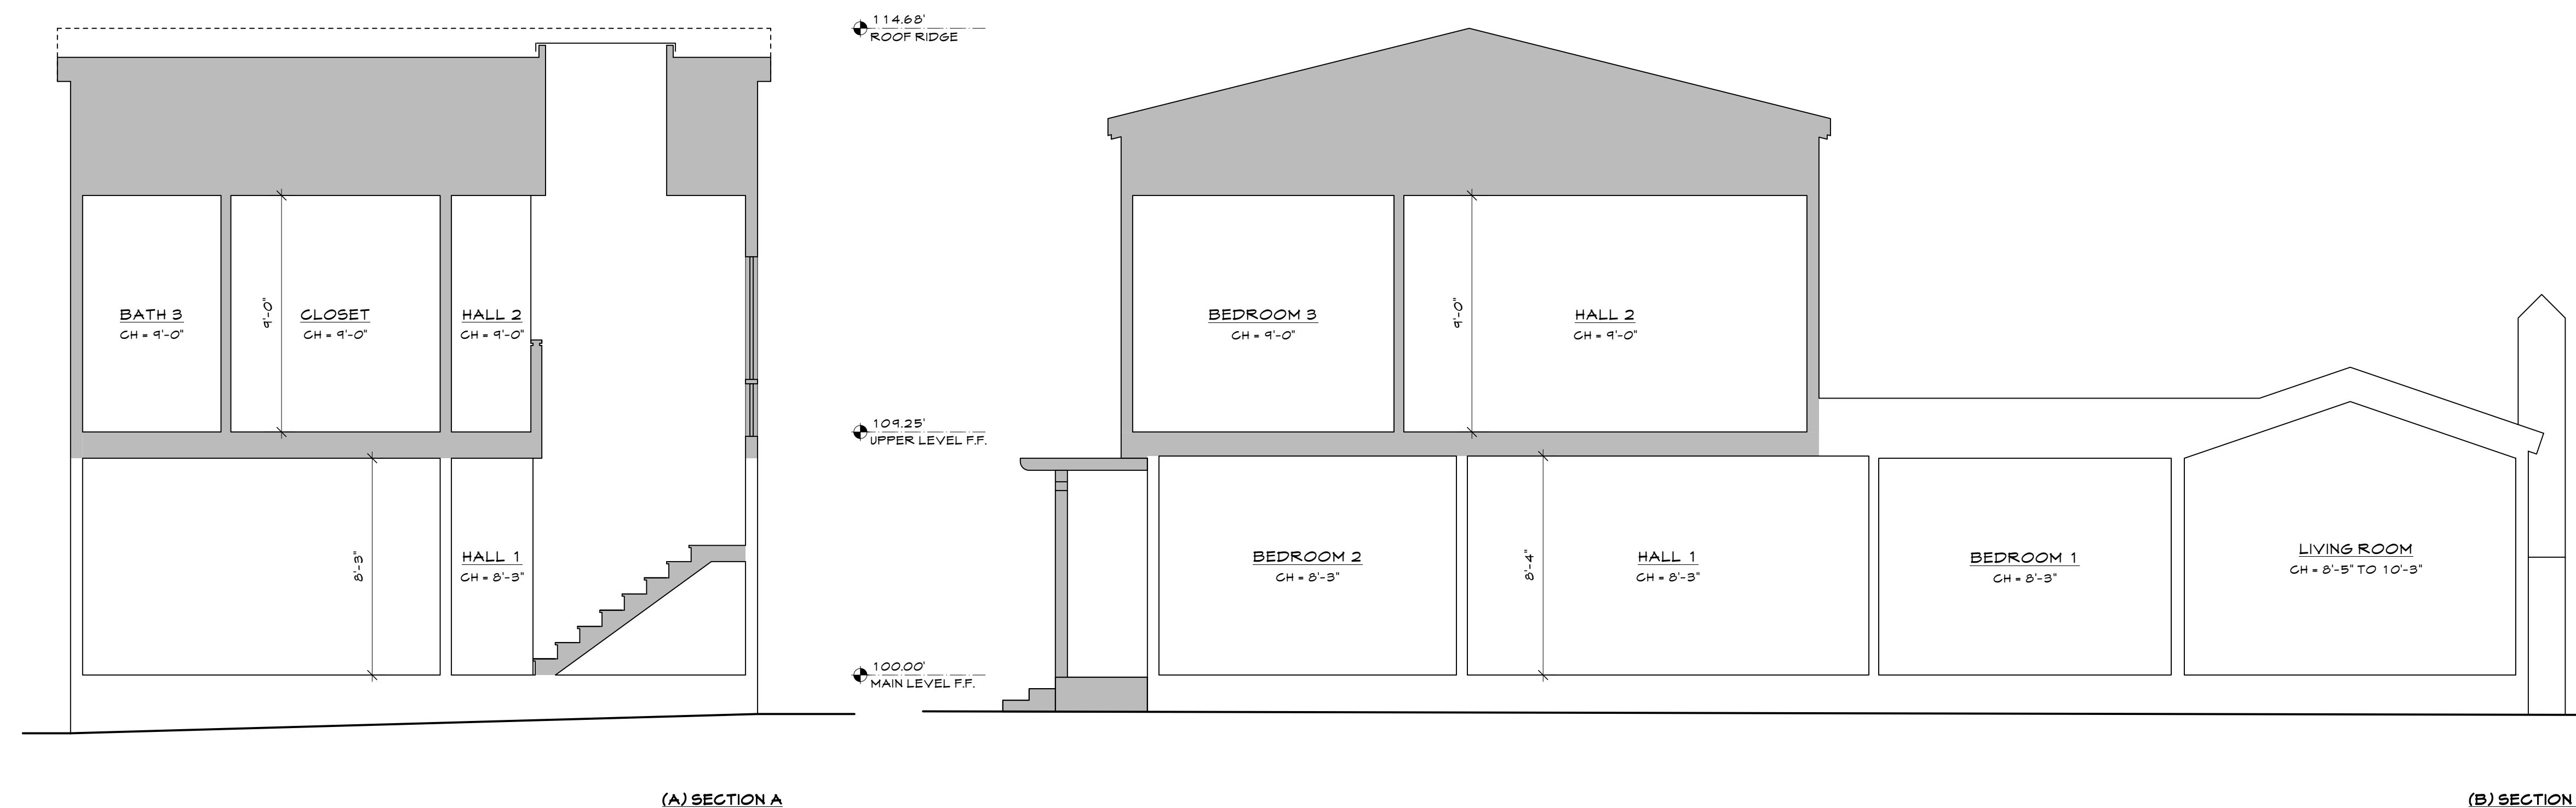 114.68'
ROOF RIDGE
BATH 3
CH = 9'-0"
9'-0"
CLOSET
CH = 9'-0"
HALL 2
CH = 9'-0"
BEDROOM 3
CH = 9'-0"
9'-0"
HALL 2
CH = 9'-0"
109.25'
UPPER LEVEL F.F.
8'-3"
HALL 1
CH = 8'-3"
BEDROOM 2
CH = 8'-3"
8'-4"
HALL 1
CH = 8'-3"
BEDROOM 1
CH = 8'-3"
LIVING ROOM
CH = 8'-5" TO 10'-3"
100.00'
MAIN LEVEL F.F.
(A) SECTION A
(B) SECTION